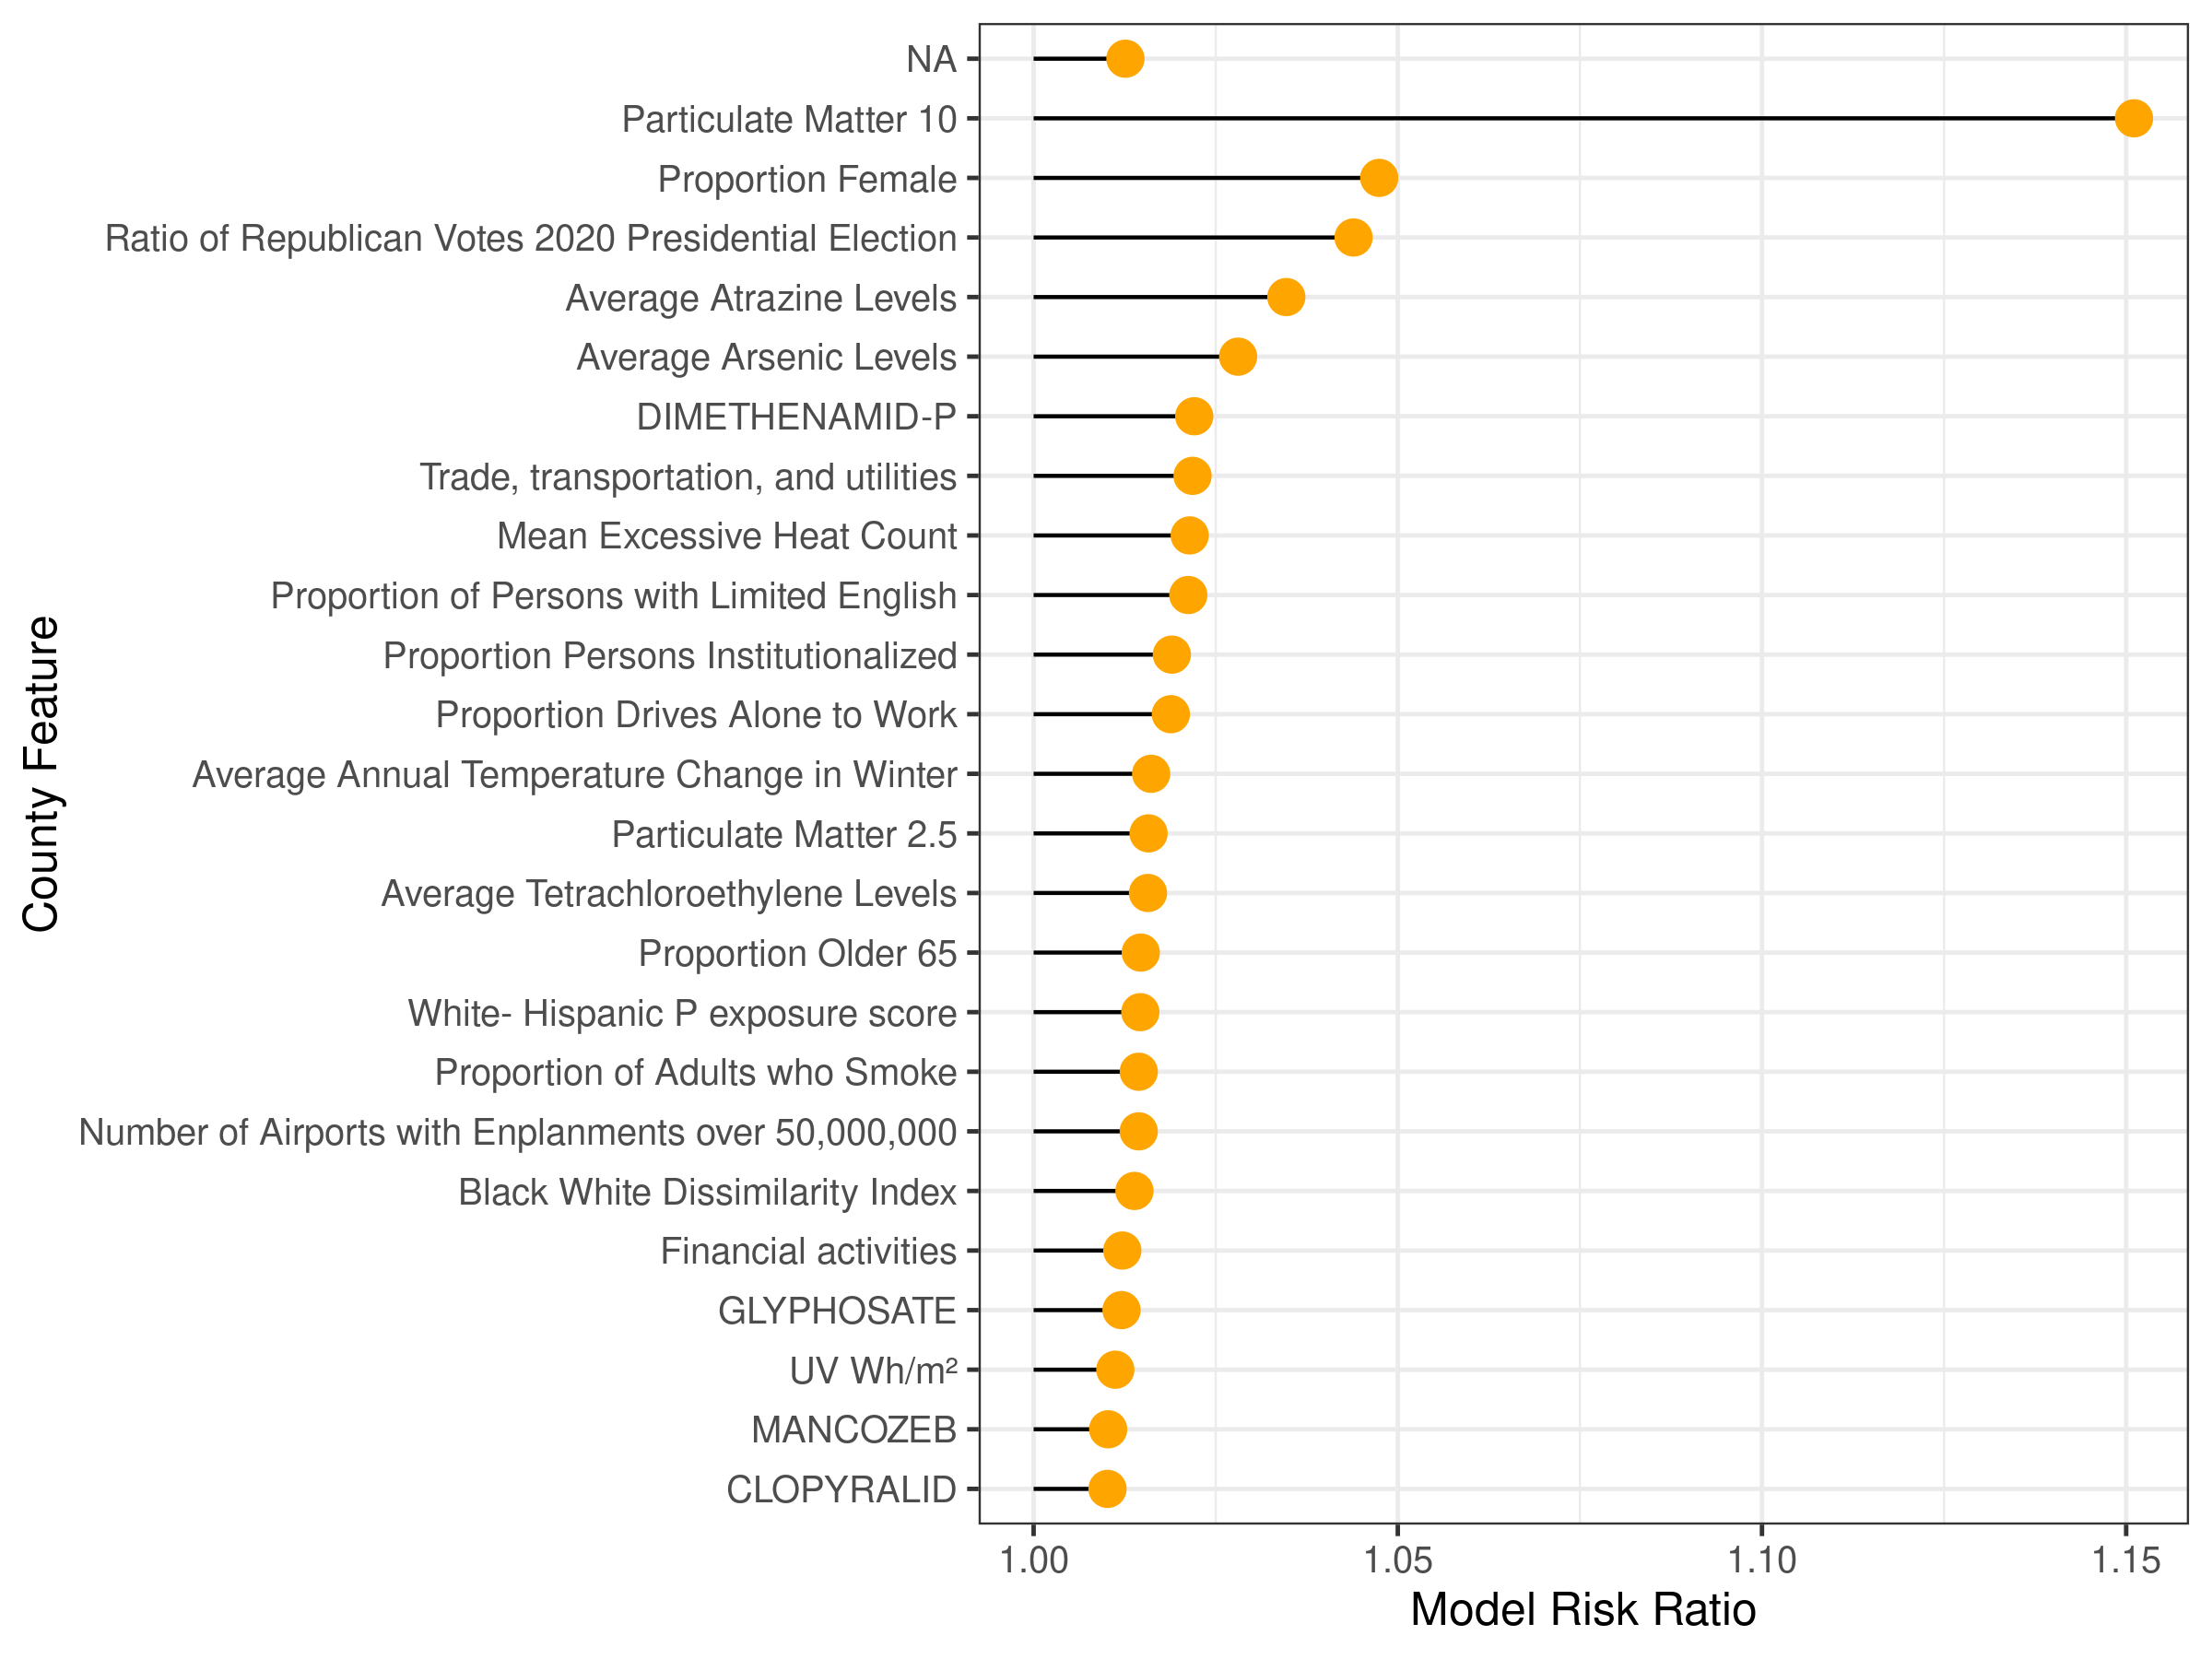 NA
Particulate Matter 10
Proportion Female
Ratio of Republican Votes 2020 Presidential Election
Average Atrazine Levels
Average Arsenic Levels
DIMETHENAMID-P
Trade, transportation, and utilities
Mean Excessive Heat Count
Proportion of Persons with Limited English
Proportion Persons Institutionalized
Proportion Drives Alone to Work
Average Annual Temperature Change in Winter
Particulate Matter 2.5
Average Tetrachloroethylene Levels
Proportion Older 65
White- Hispanic P exposure score
Proportion of Adults who Smoke
Number of Airports with Enplanments over 50,000,000
Black White Dissimilarity Index
Financial activities
GLYPHOSATE
UV Wh/m²
MANCOZEB
CLOPYRALID
County Feature
1.00 1.05 1.10 1.15
Model Risk Ratio